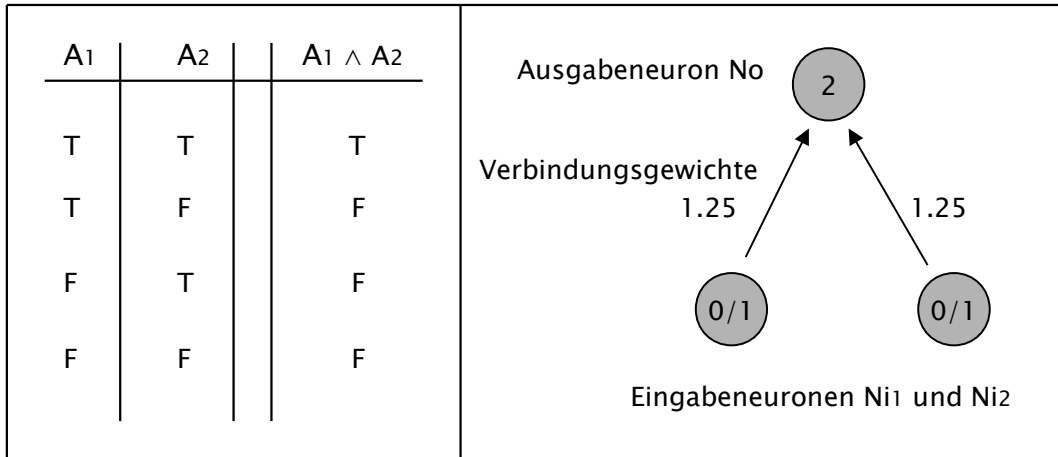 A1 A2 A1 ∧ A2
T T T
T F F
F T F
F F F
Ausgabeneuron No
2
Verbindungsgewichte
1.25 1.25
0/1 0/1
Eingabeneuronen Ni1 und Ni2